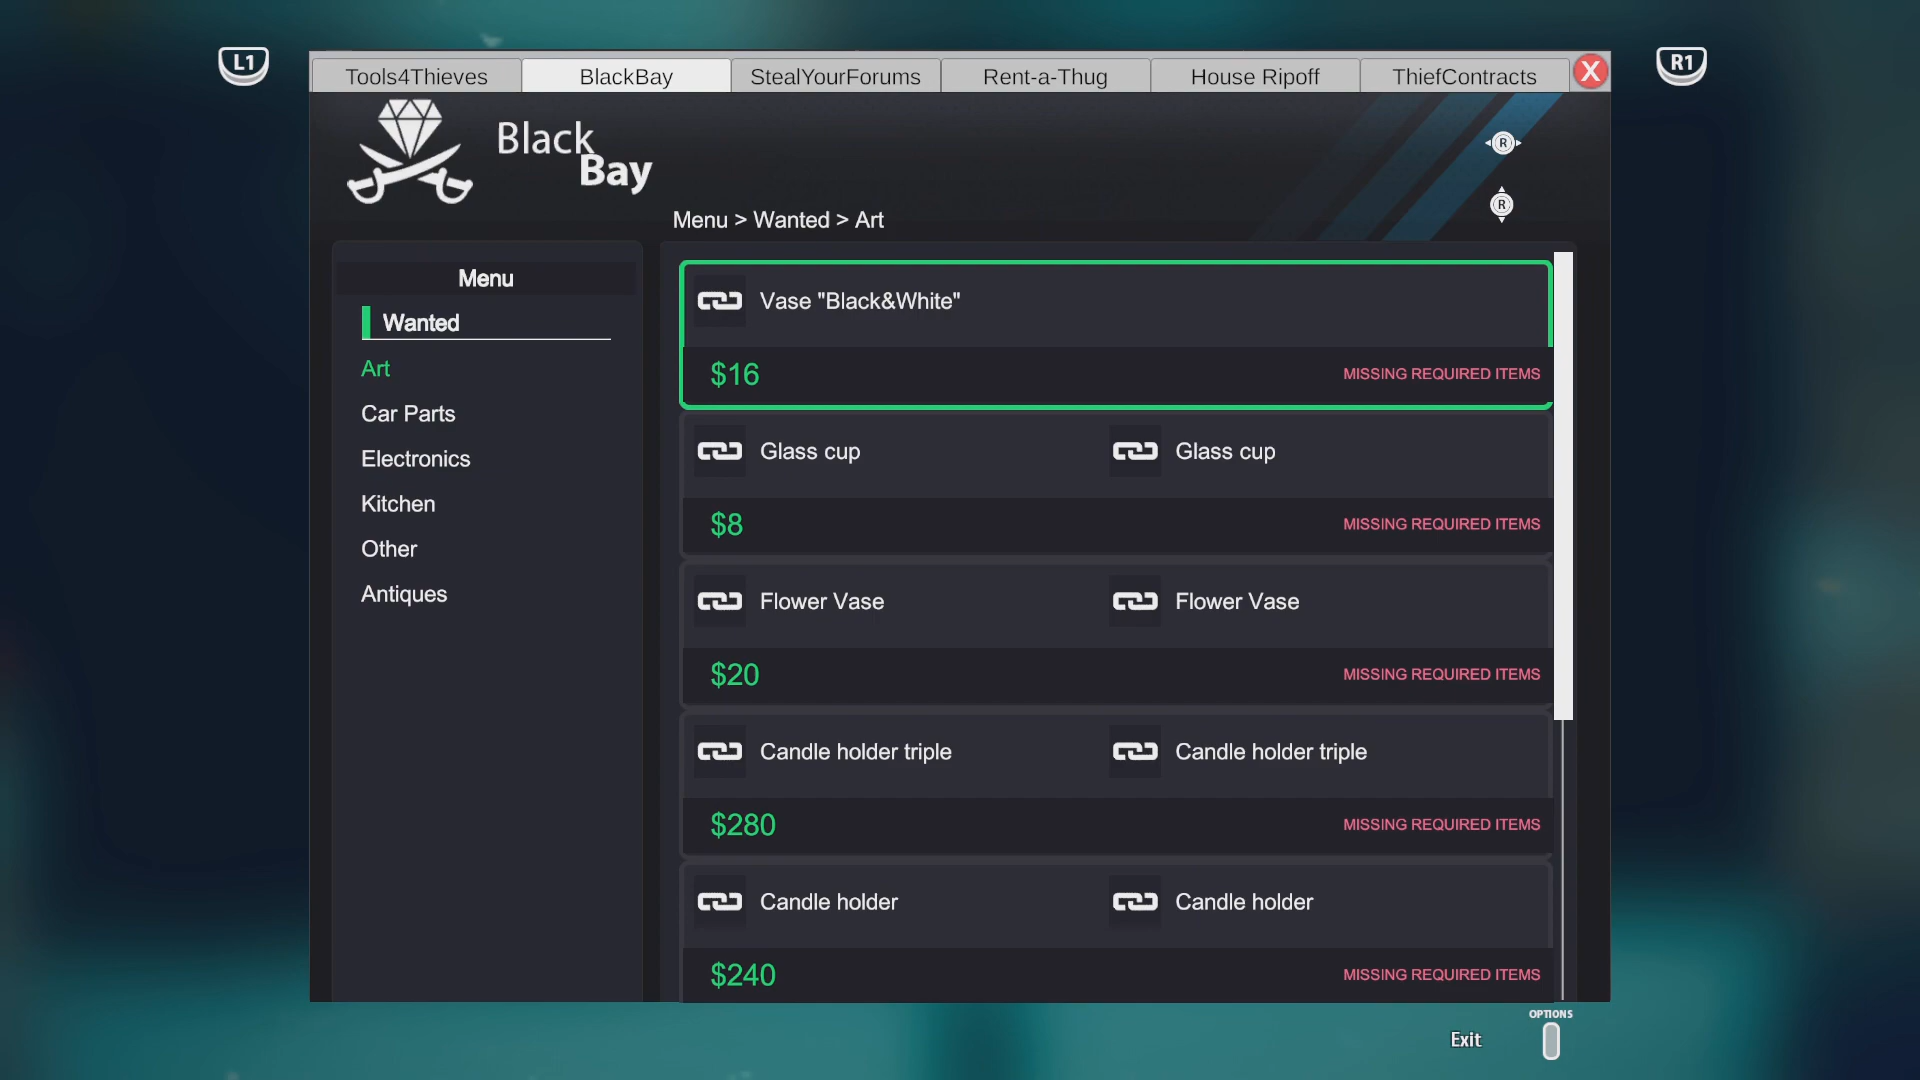 L1
Tools4Thieves
BlackBay
StealYourForums
Rent-a-Thug
House Ripoff
ThiefContracts
X
R1
Black
Bay
R
R
Menu > Wanted > Art
Menu
Wanted
Art
Car Parts
Electronics
Kitchen
Other
Antiques
Vase "Black&White"
$16
MISSING REQUIRED ITEMS
Glass cup
Glass cup
$8
MISSING REQUIRED ITEMS
Flower Vase
Flower Vase
$20
MISSING REQUIRED ITEMS
Candle holder triple
Candle holder triple
$280
MISSING REQUIRED ITEMS
Candle holder
Candle holder
$240
MISSING REQUIRED ITEMS
OPTIONS
Exit